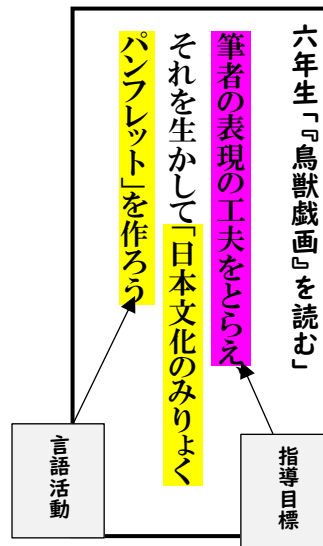 六年生「『鳥獣戯画』を読む」
筆者の表現の工夫をとらえ、
それを生かして「日本文化のみりょく
パンフレット」を作ろう
指導目標
言語活動